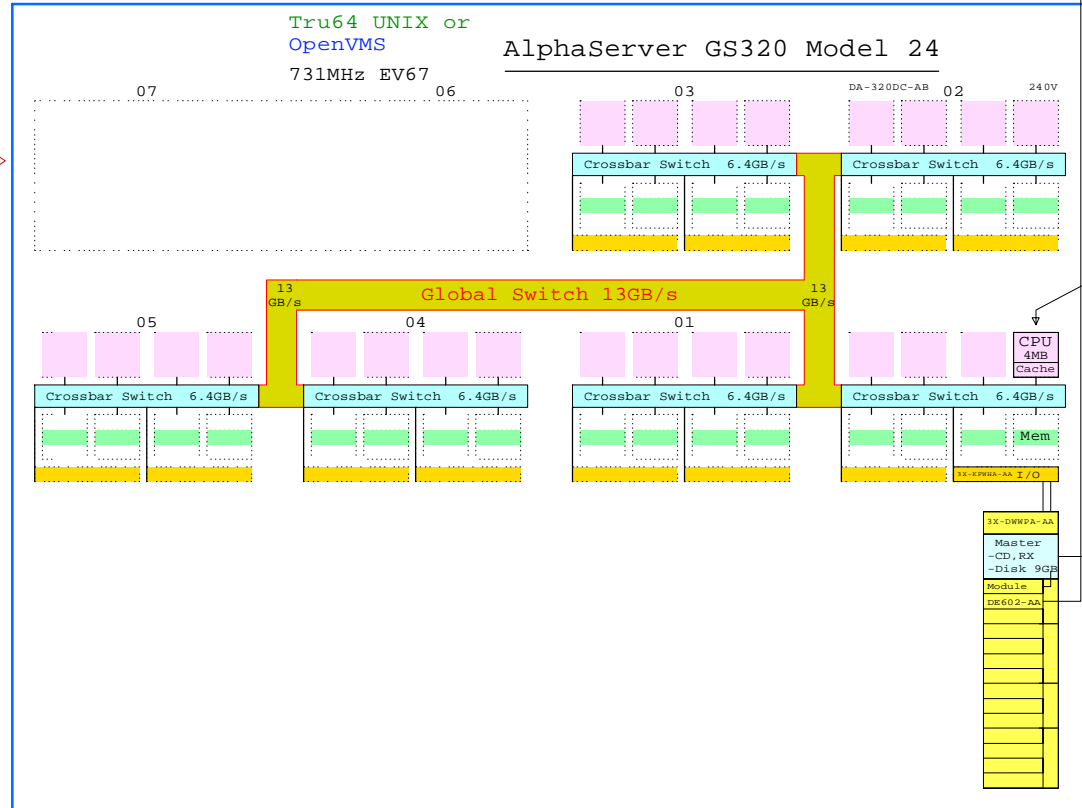 Tru64 UNIX or
OpenVMS
731MHz EV67
AlphaServer GS320 Model 24
07
06
03
DA-320DC-AB
02
240V
Crossbar Switch 6.4GB/s
Crossbar Switch 6.4GB/s
13
GB/s
Global Switch 13GB/s
13
GB/s
05
04
01
CPU
4MB
Cache
Crossbar Switch 6.4GB/s
Crossbar Switch 6.4GB/s
Crossbar Switch 6.4GB/s
Crossbar Switch 6.4GB/s
Mem
3X-KFWHA-AA I/O
3X-DWWPA-AA
Master
-CD,RX
-Disk 9GB
Module
DE602-AA